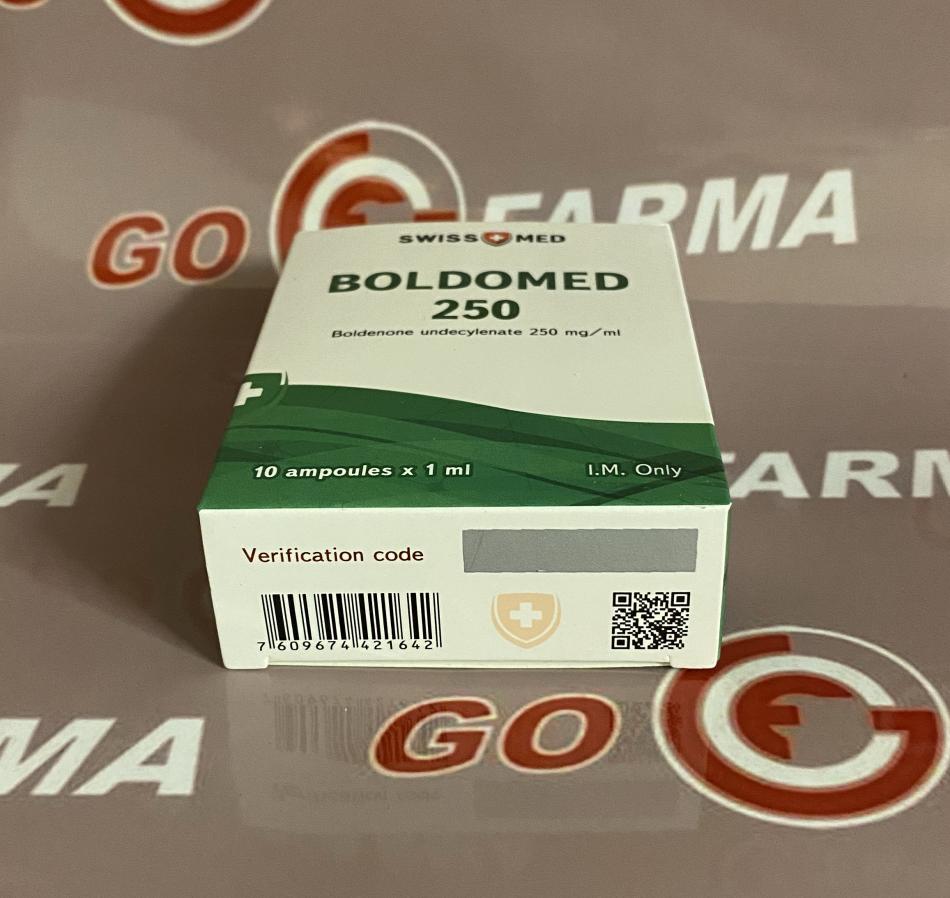 GO FARMA
SWISS MED
BOLDOMED
250
Boldenone undecylenate 250 mg/ml
10 ampoules x 1 ml
I.M. Only
FARM
MA
Verification code
7 609674 421642
GO
MA